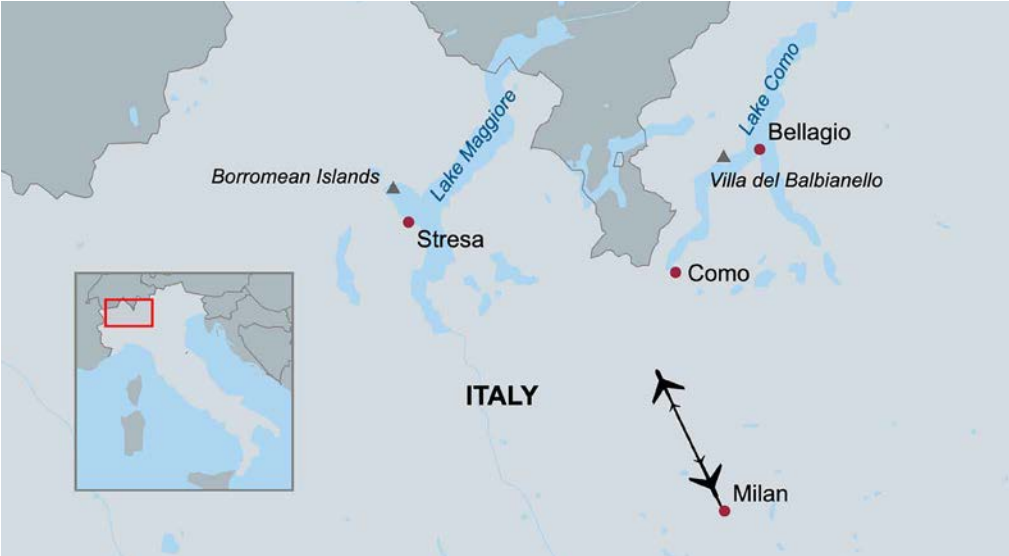 Lake Como
Bellagio
Lake Maggiore
Borromean Islands
Villa del Balbianello
Stresa
Como
ITALY
Milan